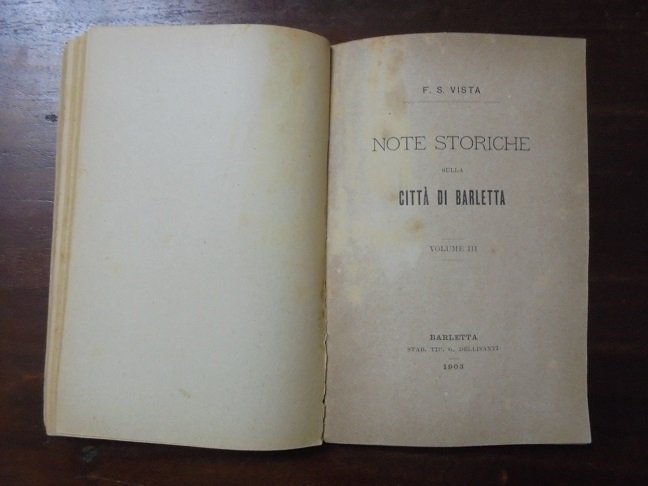 F. S. VISTA
NOTE STORICHE
SULLA
CITTÀ DI BARLETTA
VOLUME III
BARLETTA
STAB. TIP. G. DELLISANTI
1903